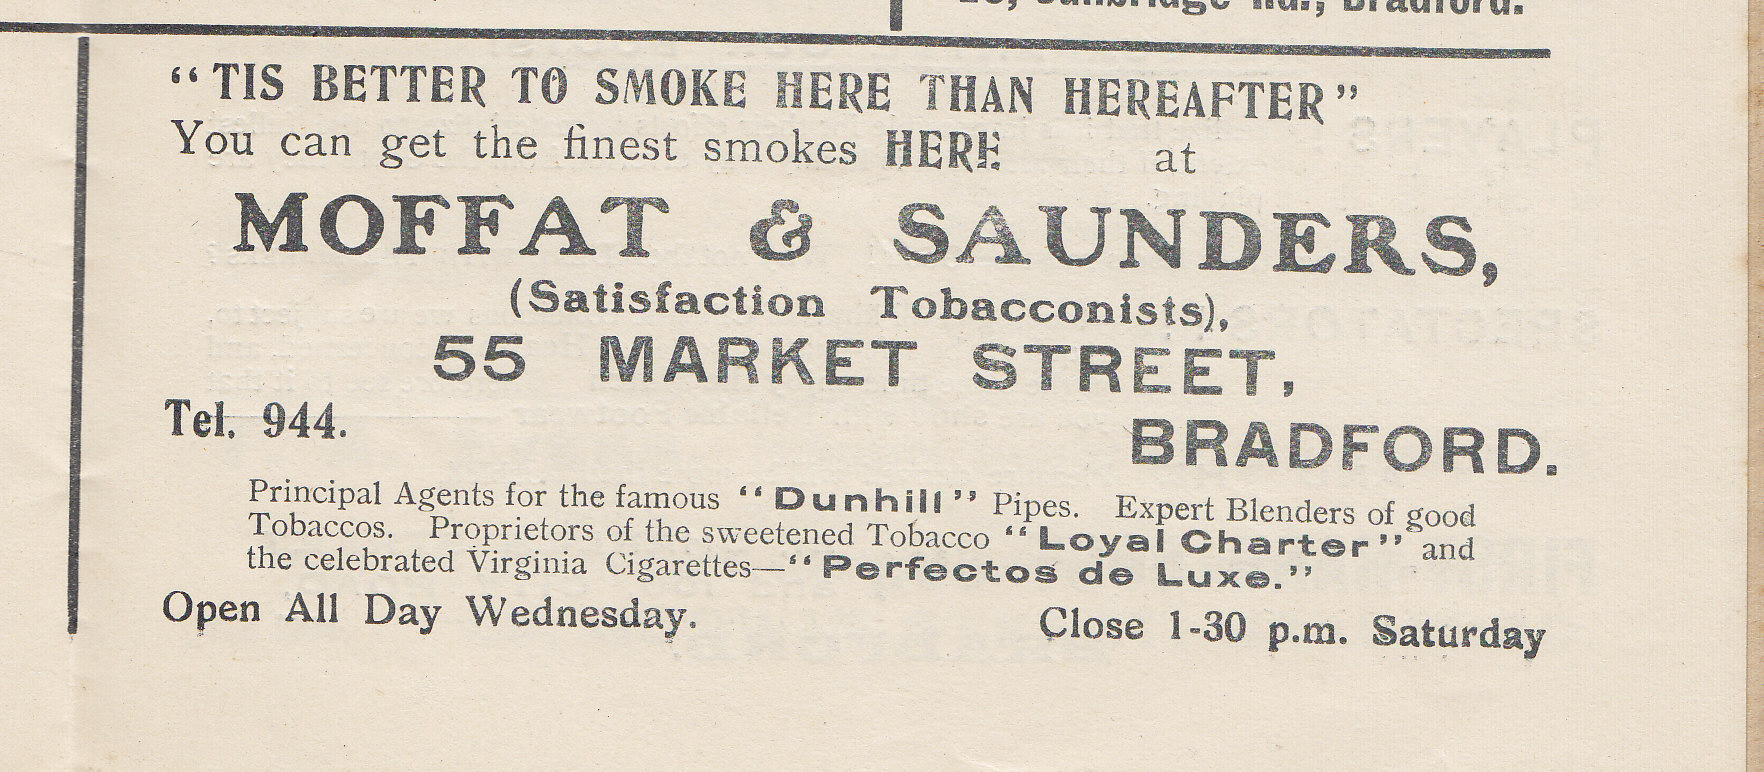 Bradford.
“TIS BETTER TO SMOKE HERE THAN HEREAFTER”
You can get the finest smokes HERE at
MOFFAT & SAUNDERS,
(Satisfaction Tobacconists),
55 MARKET STREET,
Tel. 944.
BRADFORD.
Principal Agents for the famous “Dunhill” Pipes. Expert Blenders of good
Tobaccos. Proprietors of the sweetened Tobacco “Loyal Charter” and
the celebrated Virginia Cigarettes—“Perfectos de Luxe.”
Open All Day Wednesday. Close 1-30 p.m. Saturday